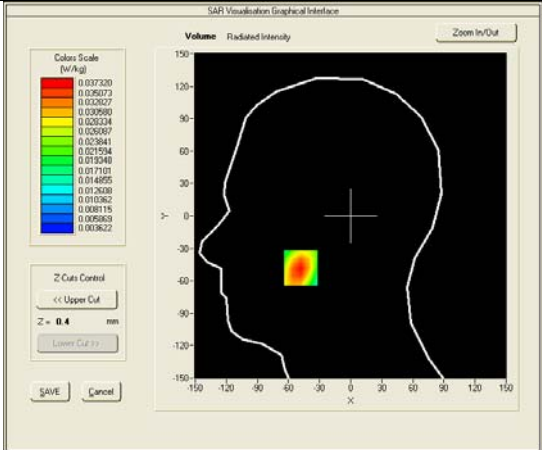 SAR Visualisation Graphical Interface
Volume Radiated Intensity
Zoom In/Out
Colors Scale
(W/kg)
0.037320
0.035073
0.032827
0.030580
0.028334
0.026087
0.023841
0.021594
0.019348
0.017101
0.014855
0.012608
0.010362
0.008115
0.005869
0.003622
Z-Cuts Control
<< Upper Cut
Z = 0.4 mm
Lower Cut >>
SAVE Cancel
150
120
90
60
30
0
-30
-60
-90
-120
-150
Y
-150 -120 -90 -60 -30 0 30 60 90 120 150
X